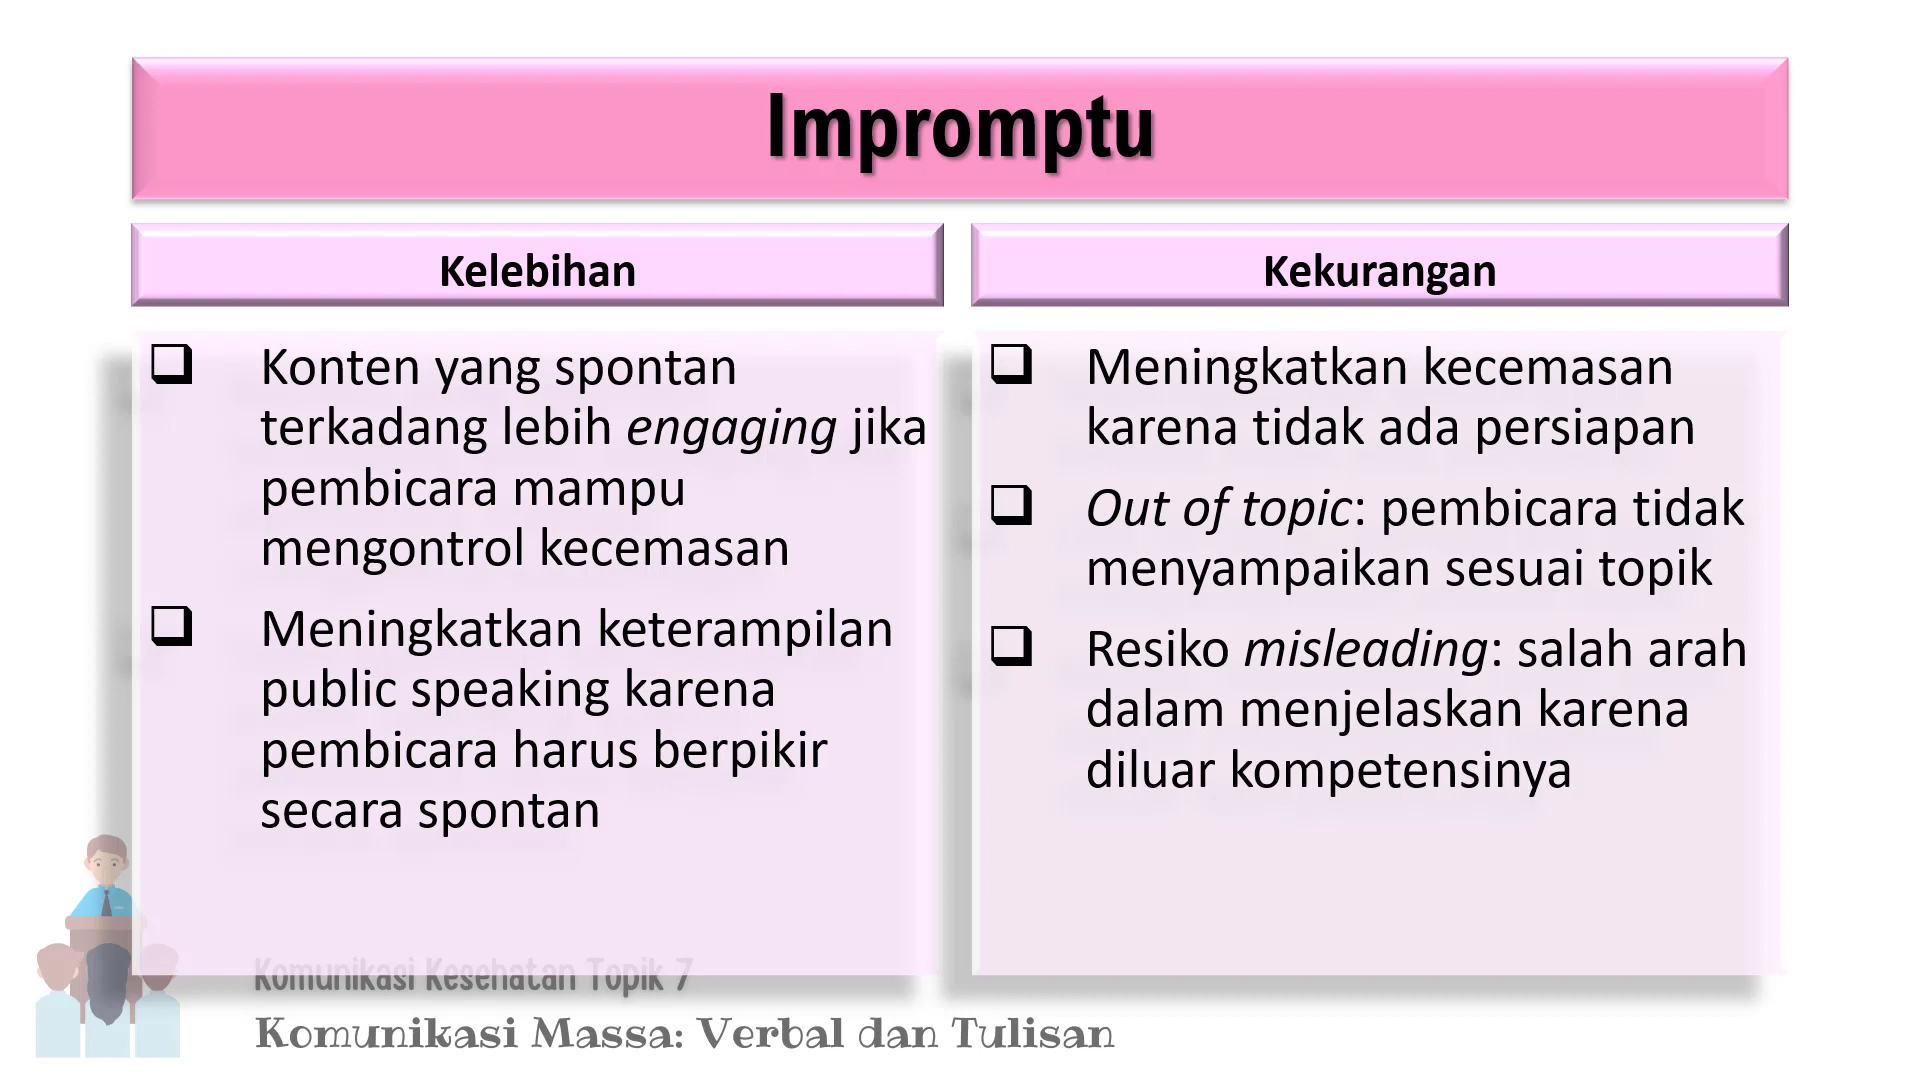 Impromptu
Kelebihan
Konten yang spontan
terkadang lebih engaging jika
pembicara mampu
mengontrol kecemasan
Meningkatkan keterampilan
public speaking karena
pembicara harus berpikir
secara spontan
Kekurangan
Meningkatkan kecemasan
karena tidak ada persiapan
Out of topic: pembicara tidak
menyampaikan sesuai topik
Resiko misleading: salah arah
dalam menjelaskan karena
diluar kompetensinya
Komunikasi Kesehatan Topik 7
Komunikasi Massa: Verbal dan Tulisan